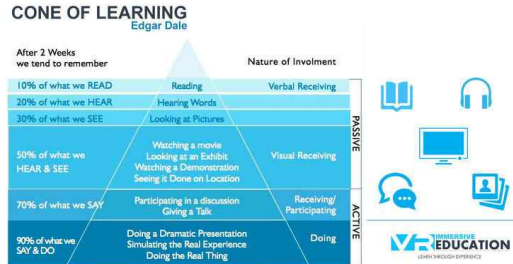 CONE OF LEARNING
Edgar Dale
After 2 Weeks
we tend to remember
Nature of Involment
10% of what we READ
Reading
Verbal Receiving
20% of what we HEAR
Hearing Words
30% of what we SEE
Looking at Pictures
50% of what we
HEAR & SEE
Watching a movie
Looking at an Exhibit
Watching a Demonstration
Seeing it Done on Location
Visual Receiving
PASSIVE
70% of what we SAY
Participating in a discussion
Giving a Talk
Receiving/
Participating
90% of what we
SAY & DO
Doing a Dramatic Presentation
Simulating the Real Experience
Doing the Real Thing
Doing
ACTIVE
VR IMMERSIVE
EDUCATION
LEARN THROUGH EXPERIENCE